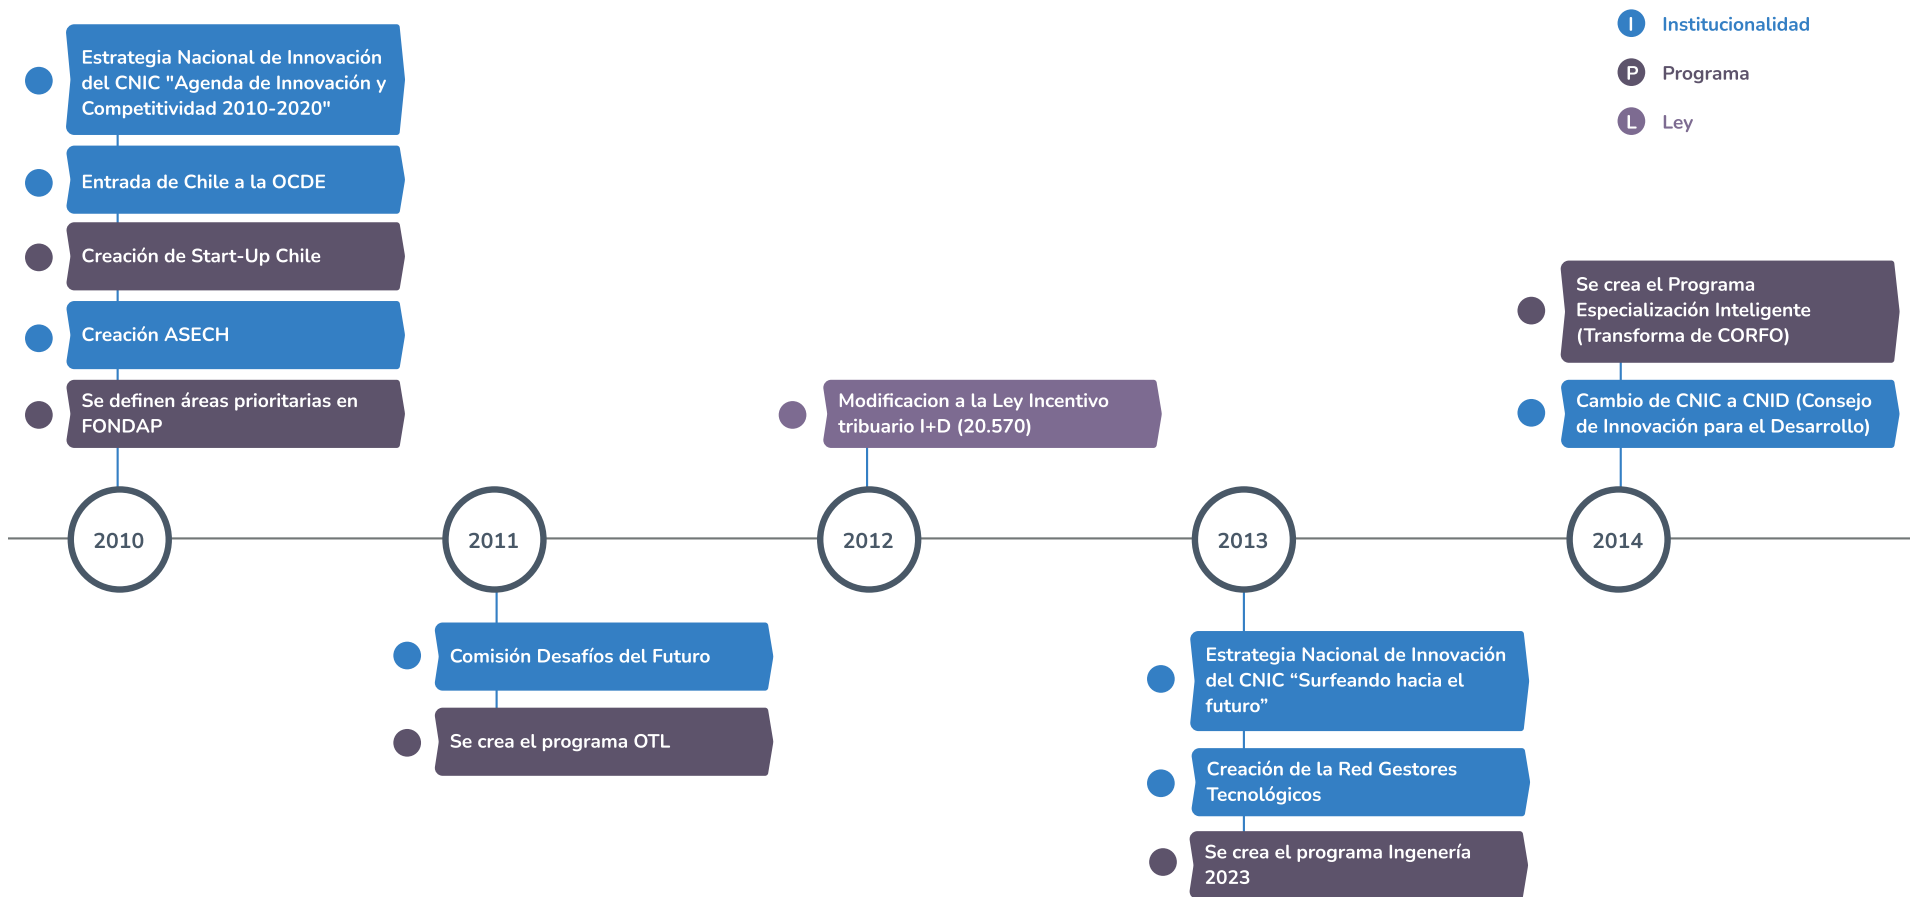 I Institucionalidad
P Programa
L Ley
Estrategia Nacional de Innovación
del CNIC "Agenda de Innovación y
Competitividad 2010-2020"
Entrada de Chile a la OCDE
Creación de Start-Up Chile
Creación ASECH
Se definen áreas prioritarias en
FONDAP
Modificacion a la Ley Incentivo
tributario I+D (20.570)
Se crea el Programa
Especialización Inteligente
(Transforma de CORFO)
Cambio de CNIC a CNID (Consejo
de Innovación para el Desarrollo)
2010
2011
2012
2013
2014
Comisión Desafíos del Futuro
Se crea el programa OTL
Estrategia Nacional de Innovación
del CNIC “Surfeando hacia el
futuro”
Creación de la Red Gestores
Tecnológicos
Se crea el programa Ingenería
2023